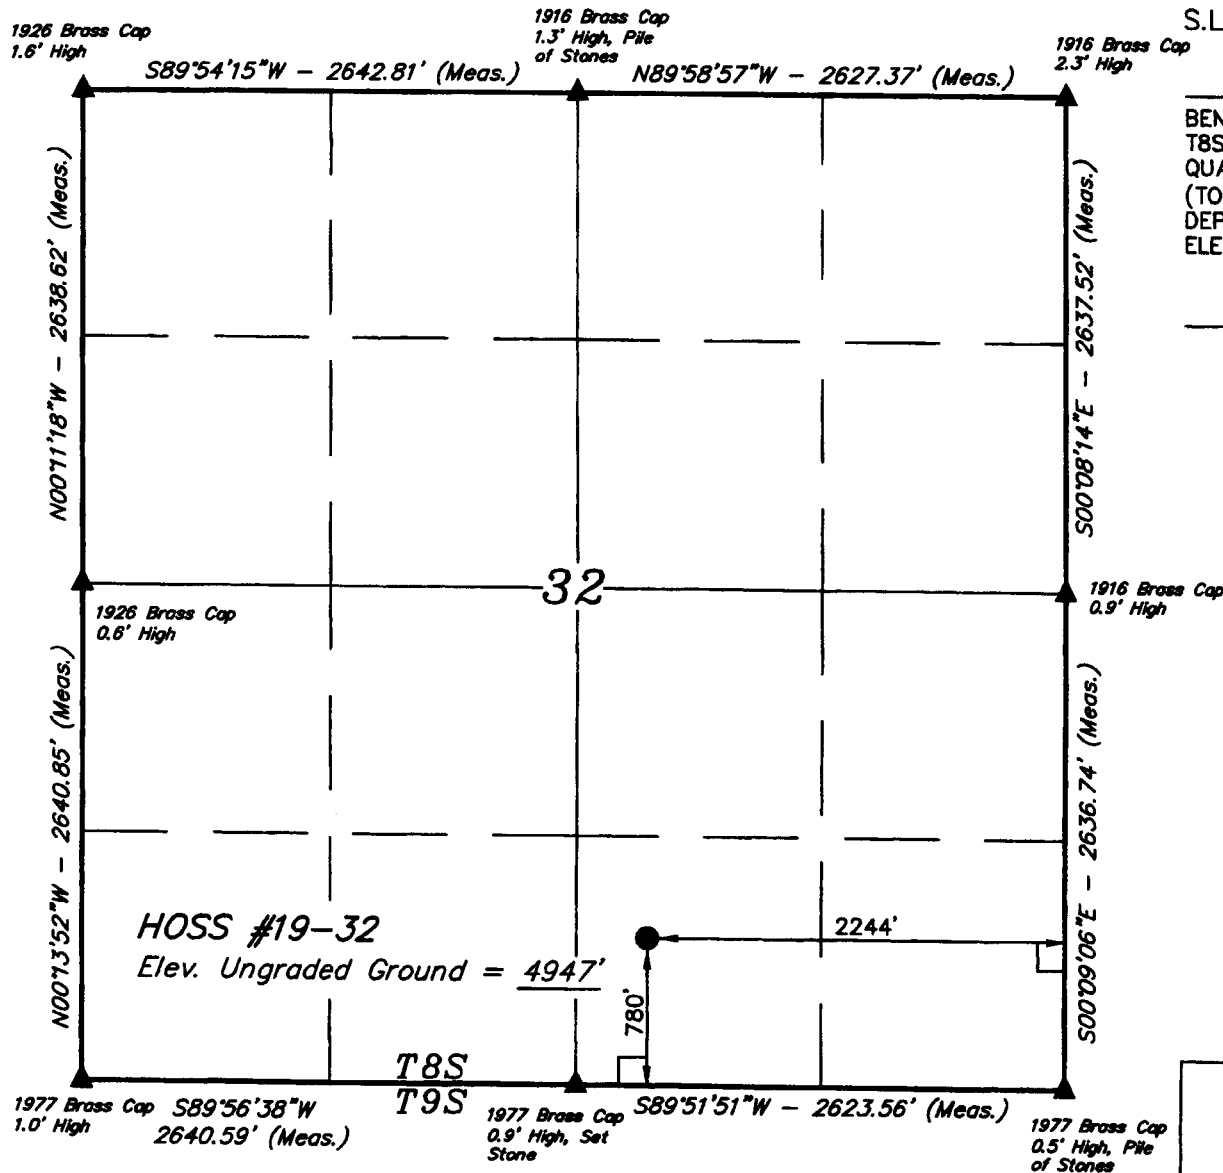 1926 Brass Cap
1.6' High
1916 Brass Cap
1.3' High, Pile
of Stones
S.L
1916 Brass Cap
2.3' High
S89°54'15"W - 2642.81' (Meas.)
N89°58'57"W - 2627.37' (Meas.)
BEN
T8S
QUA
(TO
DEP
ELE
N00°11'18"W - 2638.62' (Meas.)
S00°08'14"E - 2637.52' (Meas.)
32
1926 Brass Cap
0.6' High
1916 Brass Cap
0.9' High
N00°13'52"W - 2640.85' (Meas.)
S00°09'06"E - 2636.74' (Meas.)
HOSS #19-32
Elev. Ungraded Ground = 4947'
2244'
780'
T8S
T9S
1977 Brass Cap
1.0' High
S89°56'38"W
2640.59' (Meas.)
1977 Brass Cap
0.9' High, Set
Stone
S89°51'51"W - 2623.56' (Meas.)
1977 Brass Cap
0.5' High, Pile
of Stones